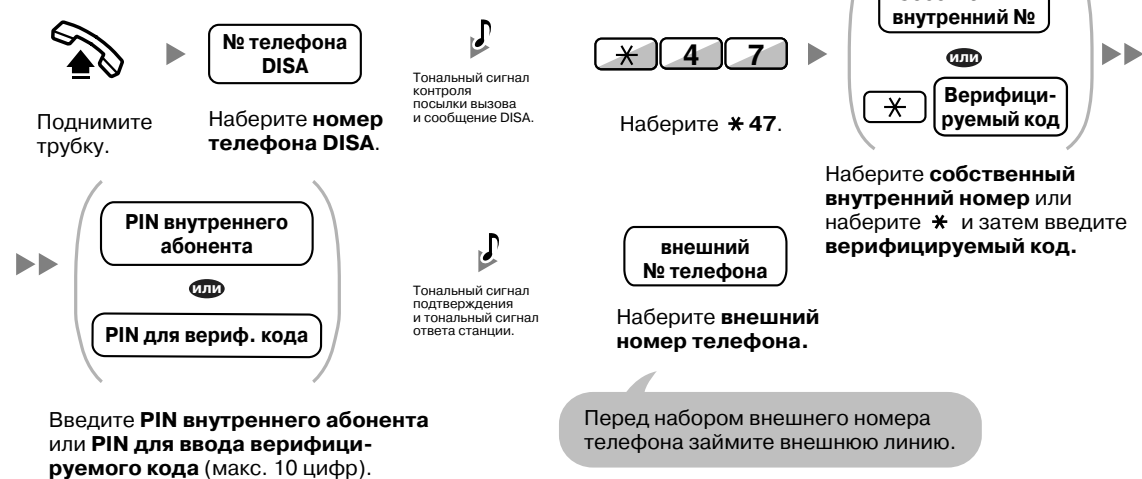 № телефона
DISA
Поднимите
трубку.
Наберите номер
телефона DISA.
Тональный сигнал
контроля
посылки вызова
и сообщение DISA.
* 4 7
Наберите * 47.
внутренний №
или
* Верифици-
руемый код
Наберите собственный
внутренний номер или
наберите * и затем введите
верифицируемый код.
PIN внутреннего
абонента
или
PIN для вериф. кода
Введите PIN внутреннего абонента
или PIN для ввода верифици-
руемого кода (макс. 10 цифр).
Тональный сигнал
подтверждения
и тональный сигнал
ответа станции.
внешний
№ телефона
Наберите внешний
номер телефона.
Перед набором внешнего номера
телефона займите внешнюю линию.